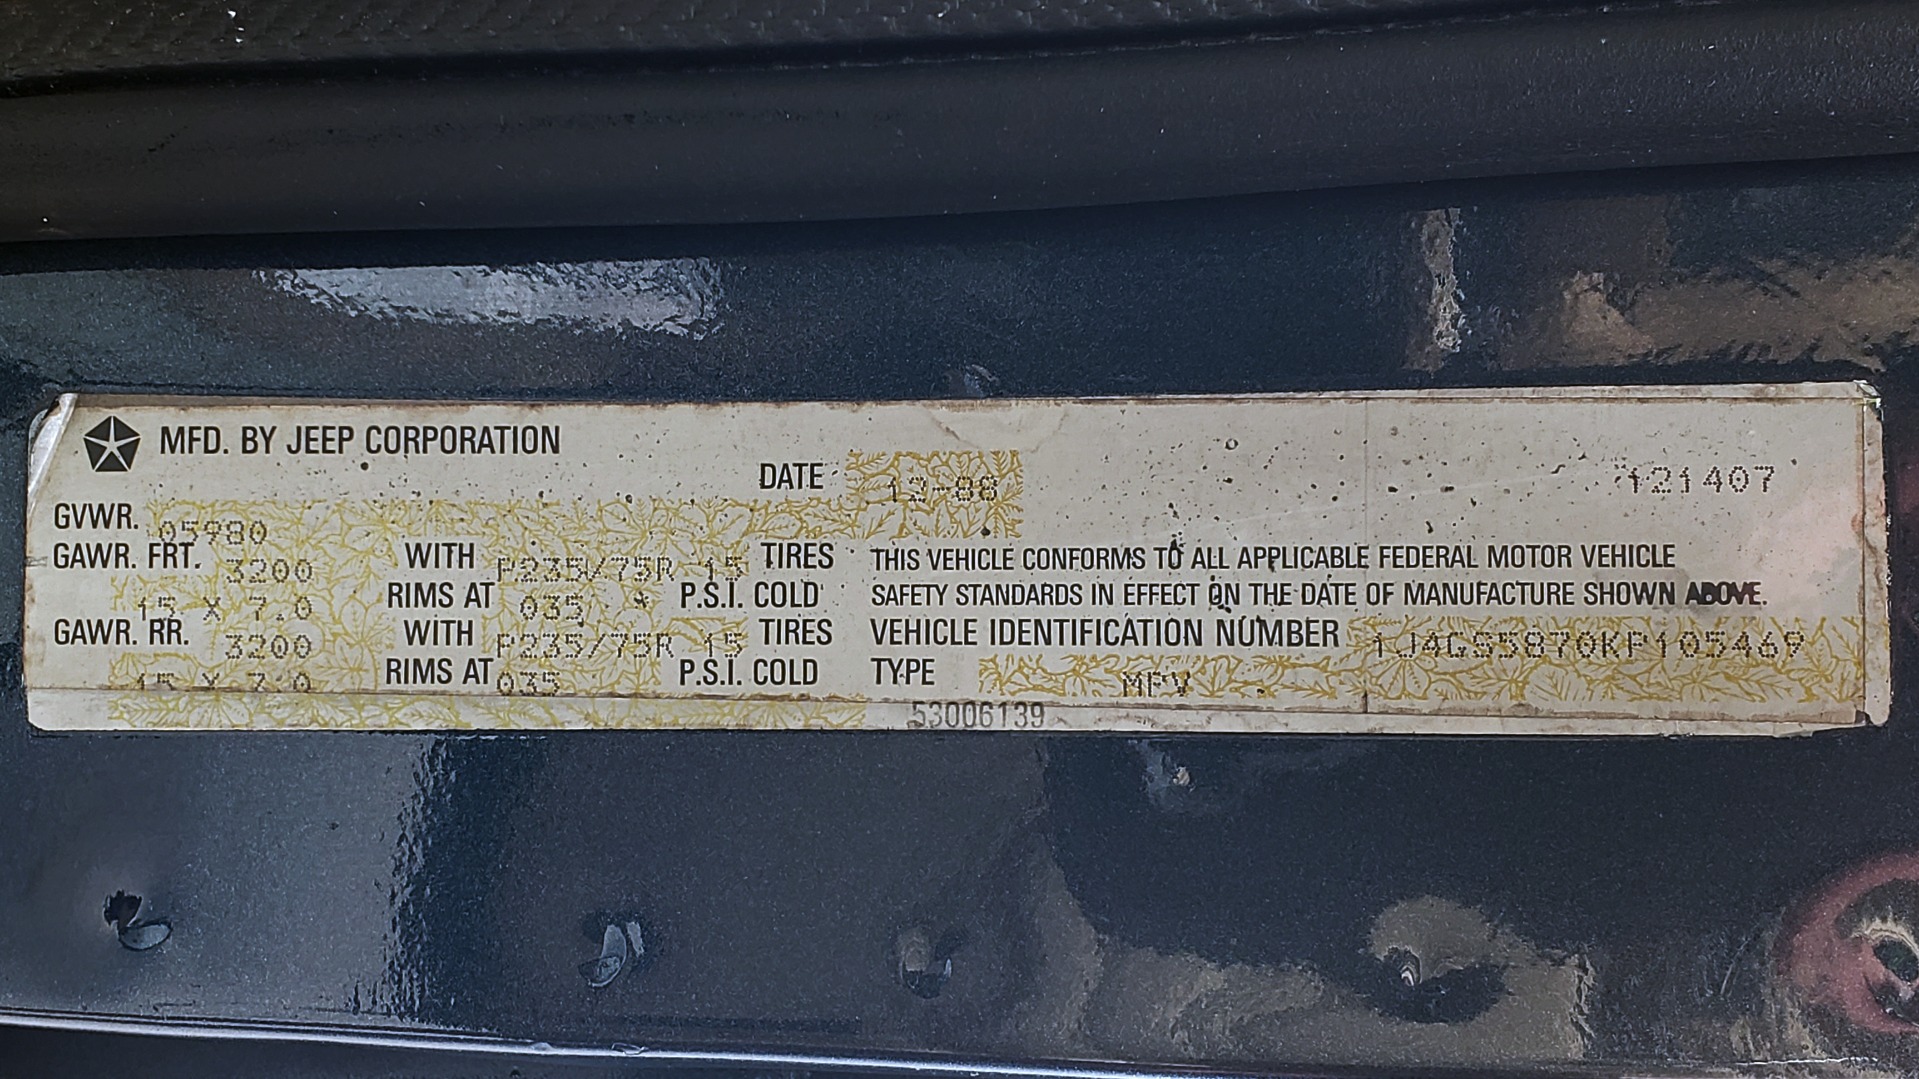 MFD. BY JEEP CORPORATION
DATE 12-88 121407
GVWR. 05980
GAWR. FRT. 3200 WITH P235/75R 15 TIRES
15 X 7.0 RIMS AT 035 * P.S.I. COLD
GAWR. RR. 3200 WITH P235/75R 15 TIRES
15 X 7.0 RIMS AT 035 P.S.I. COLD
THIS VEHICLE CONFORMS TO ALL APPLICABLE FEDERAL MOTOR VEHICLE
SAFETY STANDARDS IN EFFECT ON THE DATE OF MANUFACTURE SHOWN ABOVE.
VEHICLE IDENTIFICATION NUMBER 1J4GS5870KP105469
TYPE MPV
53006139